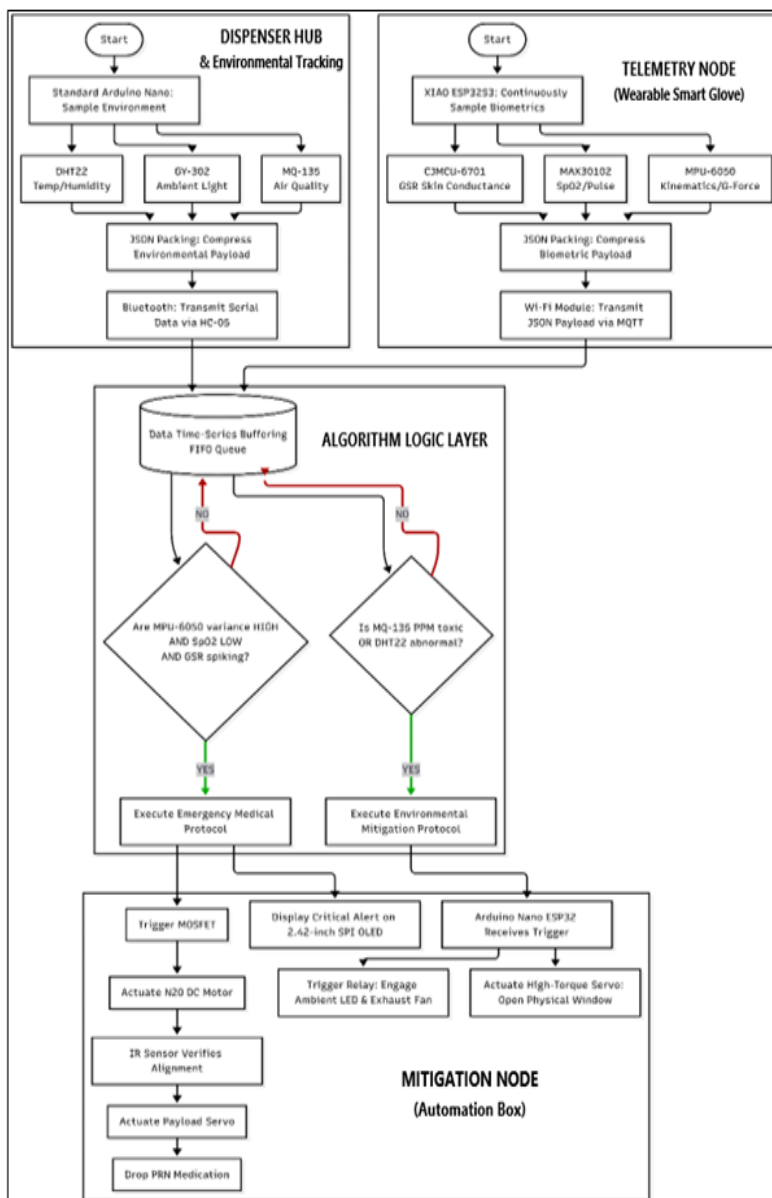 DISPENSER HUB
& Environmental Tracking
Start
Standard Arduino Nano:
Sample Environment
DHT22
Temp/Humidity
GY-302
Ambient Light
MQ-135
Air Quality
JSON Packing: Compress
Environmental Payload
Bluetooth: Transmit Serial
Data via HC-05
TELEMETRY NODE
(Wearable Smart Glove)
Start
XIAO ESP32S3: Continuously
Sample Biometrics
CJMCU-6701
GSR Skin Conductance
MAX30102
SpO2/Pulse
MPU-6050
Kinematics/G-Force
JSON Packing: Compress
Biometric Payload
Wi-Fi Module: Transmit
JSON Payload via MQTT
ALGORITHM LOGIC LAYER
Data Time-Series Buffering
FIFO Queue
NO
NO
Are MPU-6050 variance HIGH
AND SpO2 LOW
AND GSR spiking?
Is MQ-135 PPM toxic
OR DHT22 abnormal?
YES
YES
Execute Emergency Medical
Protocol
Execute Environmental
Mitigation Protocol
Trigger MOSFET
Display Critical Alert on
2.42-inch SPI OLED
Arduino Nano ESP32
Receives Trigger
Actuate N20 DC Motor
Trigger Relay: Engage
Ambient LED & Exhaust Fan
Actuate High-Torque Servo:
Open Physical Window
IR Sensor Verifies
Alignment
Actuate Payload Servo
Drop PRN Medication
MITIGATION NODE
(Automation Box)